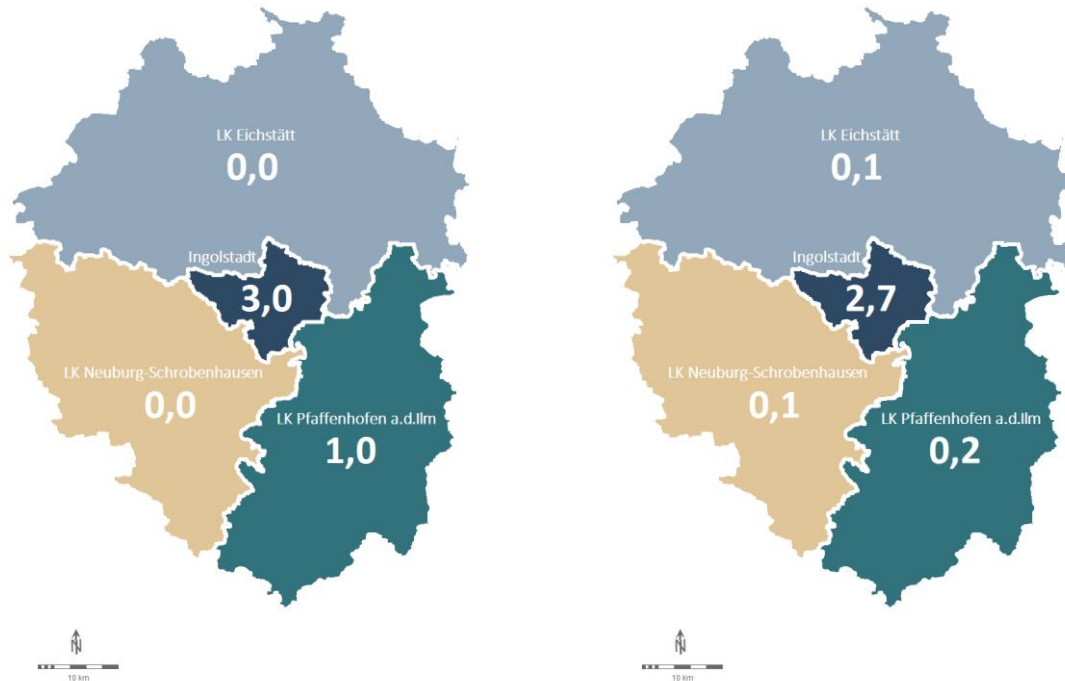 LK Eichstätt
0,0
Ingolstadt
3,0
LK Neuburg-Schrobenhausen
0,0
LK Pfaffenhofen a.d.Ilm
1,0
N
10 km
LK Eichstätt
0,1
Ingolstadt
2,7
LK Neuburg-Schrobenhausen
0,1
LK Pfaffenhofen a.d.Ilm
0,2
N
10 km